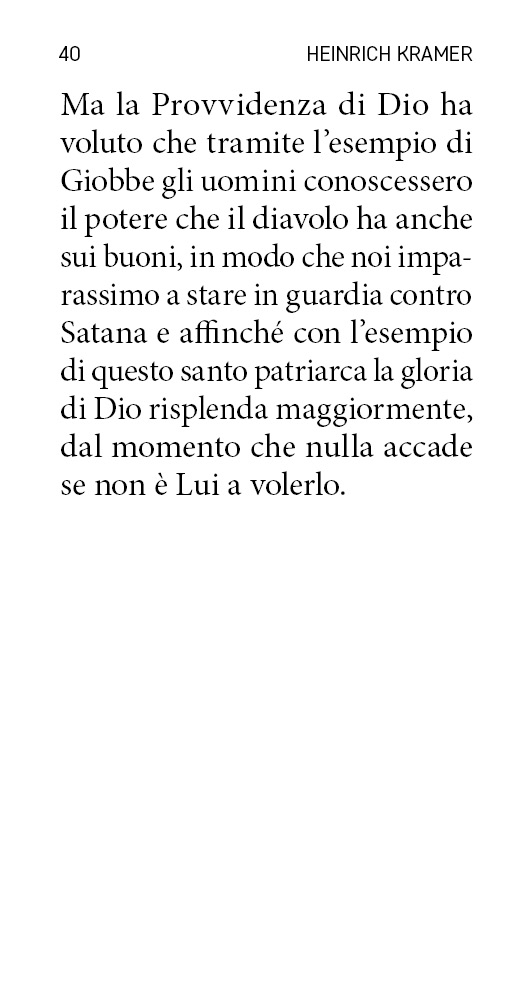 40 HEINRICH KRAMER
Ma la Provvidenza di Dio ha
voluto che tramite l’esempio di
Giobbe gli uomini conoscessero
il potere che il diavolo ha anche
sui buoni, in modo che noi impa-
rassimo a stare in guardia contro
Satana e affinché con l’esempio
di questo santo patriarca la gloria
di Dio risplenda maggiormente,
dal momento che nulla accade
se non è Lui a volerlo.